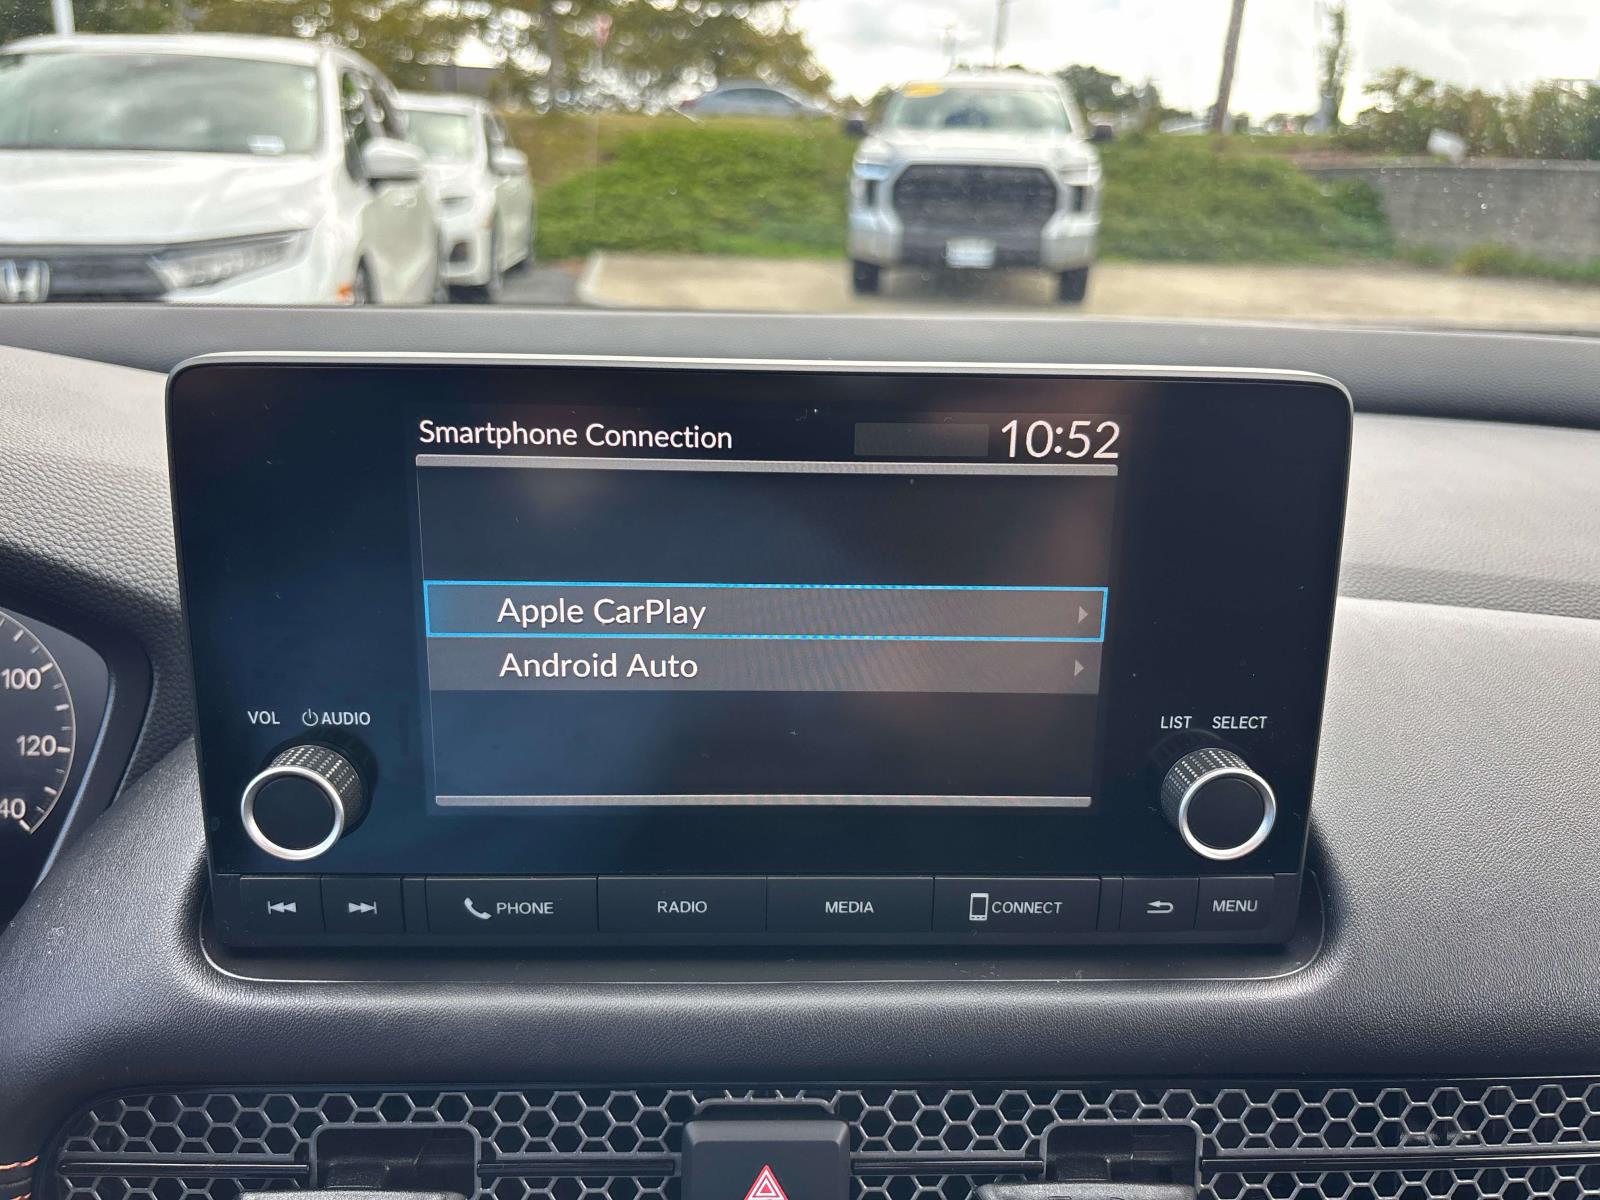 Smartphone Connection 10:52
Apple CarPlay
Android Auto
VOL AUDIO
LIST SELECT
100
120
40
PHONE RADIO MEDIA CONNECT MENU